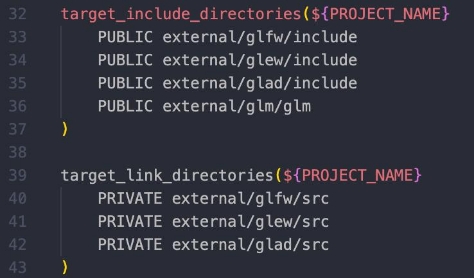 32 target_include_directories(${PROJECT_NAME}
33 PUBLIC external/glfw/include
34 PUBLIC external/glew/include
35 PUBLIC external/glad/include
36 PUBLIC external/glm/glm
37 )
38
39 target_link_directories(${PROJECT_NAME}
40 PRIVATE external/glfw/src
41 PRIVATE external/glew/src
42 PRIVATE external/glad/src
43 )